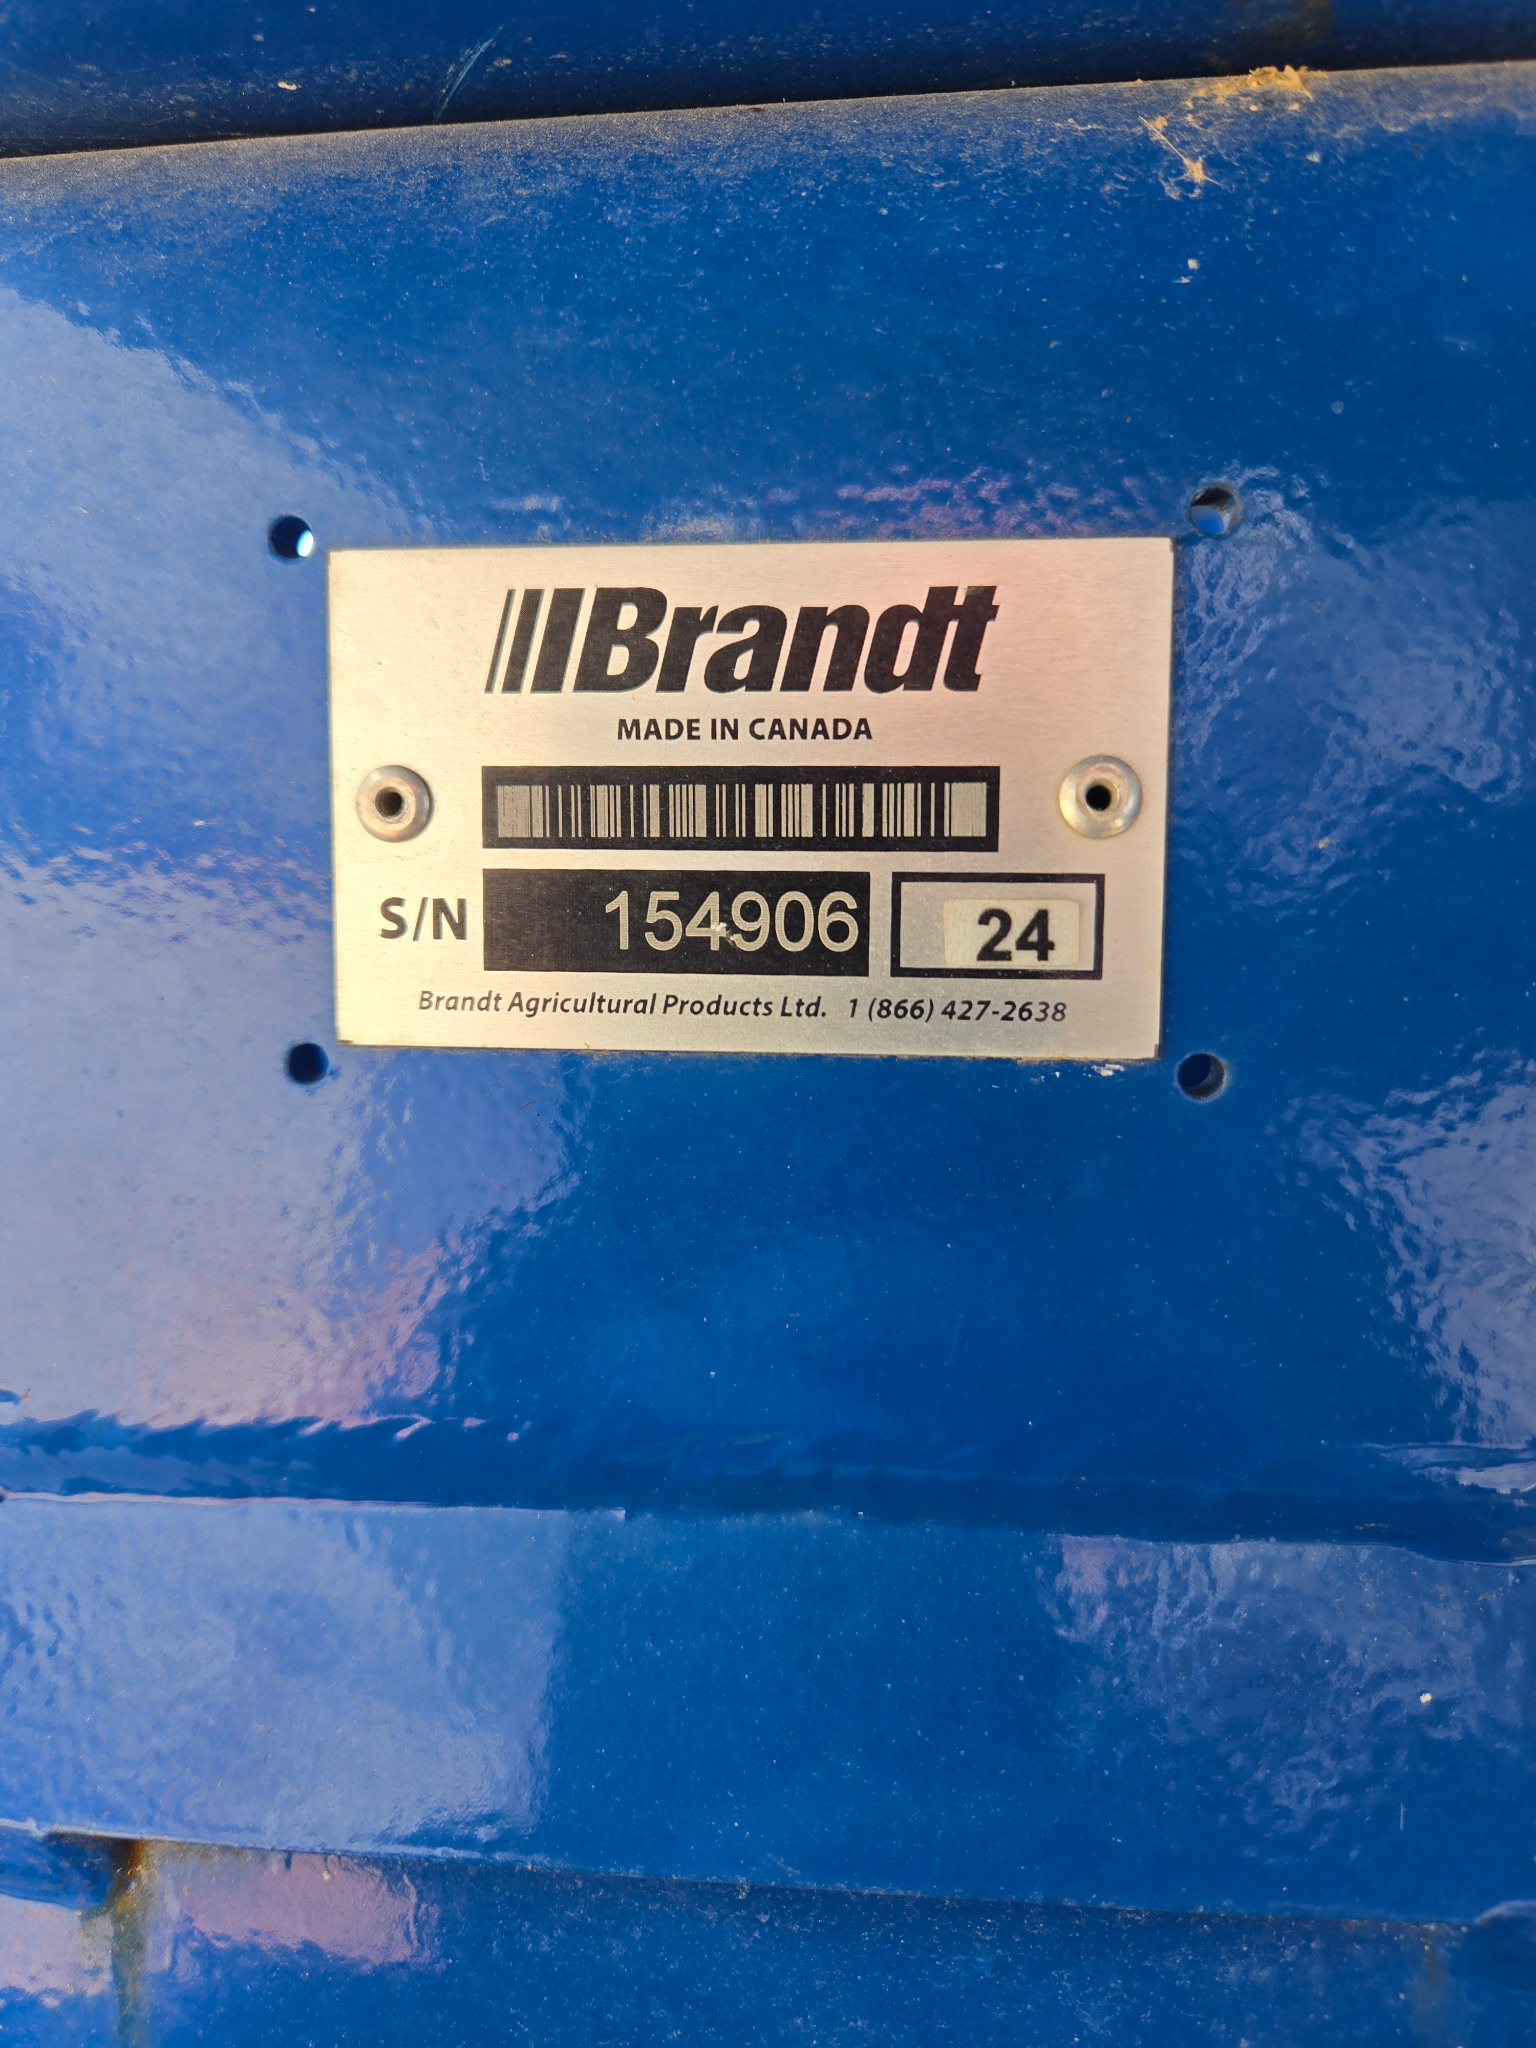 Brandt
MADE IN CANADA
S/N 154906 24
Brandt Agricultural Products Ltd. 1 (866) 427-2638